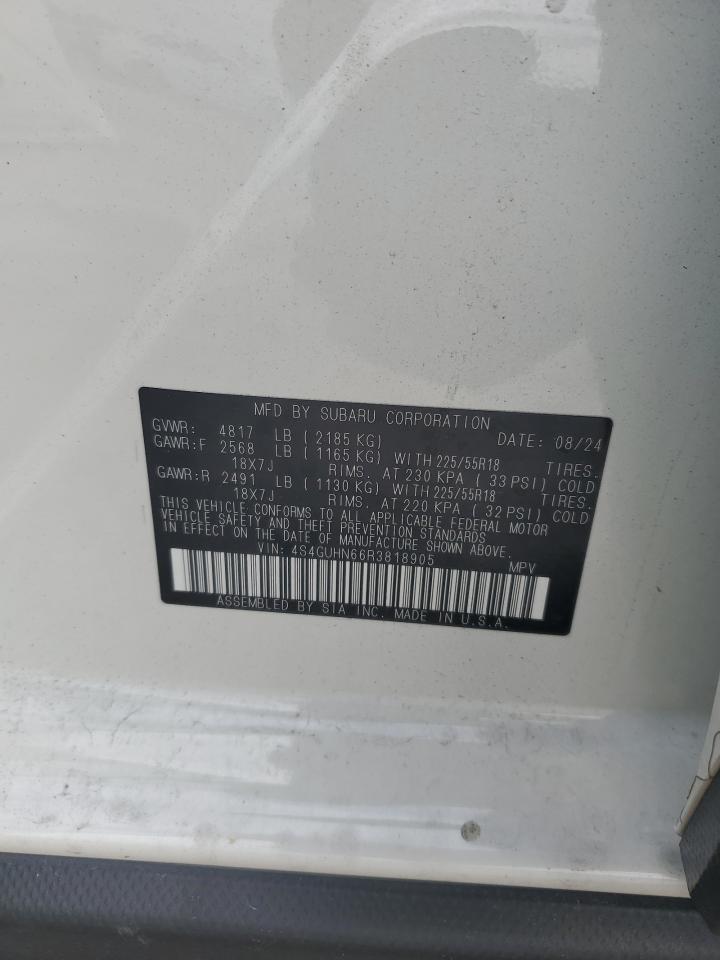 MFD BY SUBARU CORPORATION DATE: 08/24
GVWR: 4817 LB ( 2185 KG)
GAWR:F 2568 LB ( 1165 KG) WITH 225/55R18 TIRES.
18X7J RIMS. AT 230 KPA ( 33 PSI) COLD
GAWR:R 2491 LB ( 1130 KG) WITH 225/55R18 TIRES.
18X7J RIMS. AT 220 KPA ( 32 PSI) COLD
THIS VEHICLE CONFORMS TO ALL APPLICABLE FEDERAL MOTOR
VEHICLE SAFETY AND THEFT PREVENTION STANDARDS
IN EFFECT ON THE DATE OF MANUFACTURE SHOWN ABOVE.
VIN: 4S4GUHN66R3818905 MPV
ASSEMBLED BY SIA INC. MADE IN U.S.A.